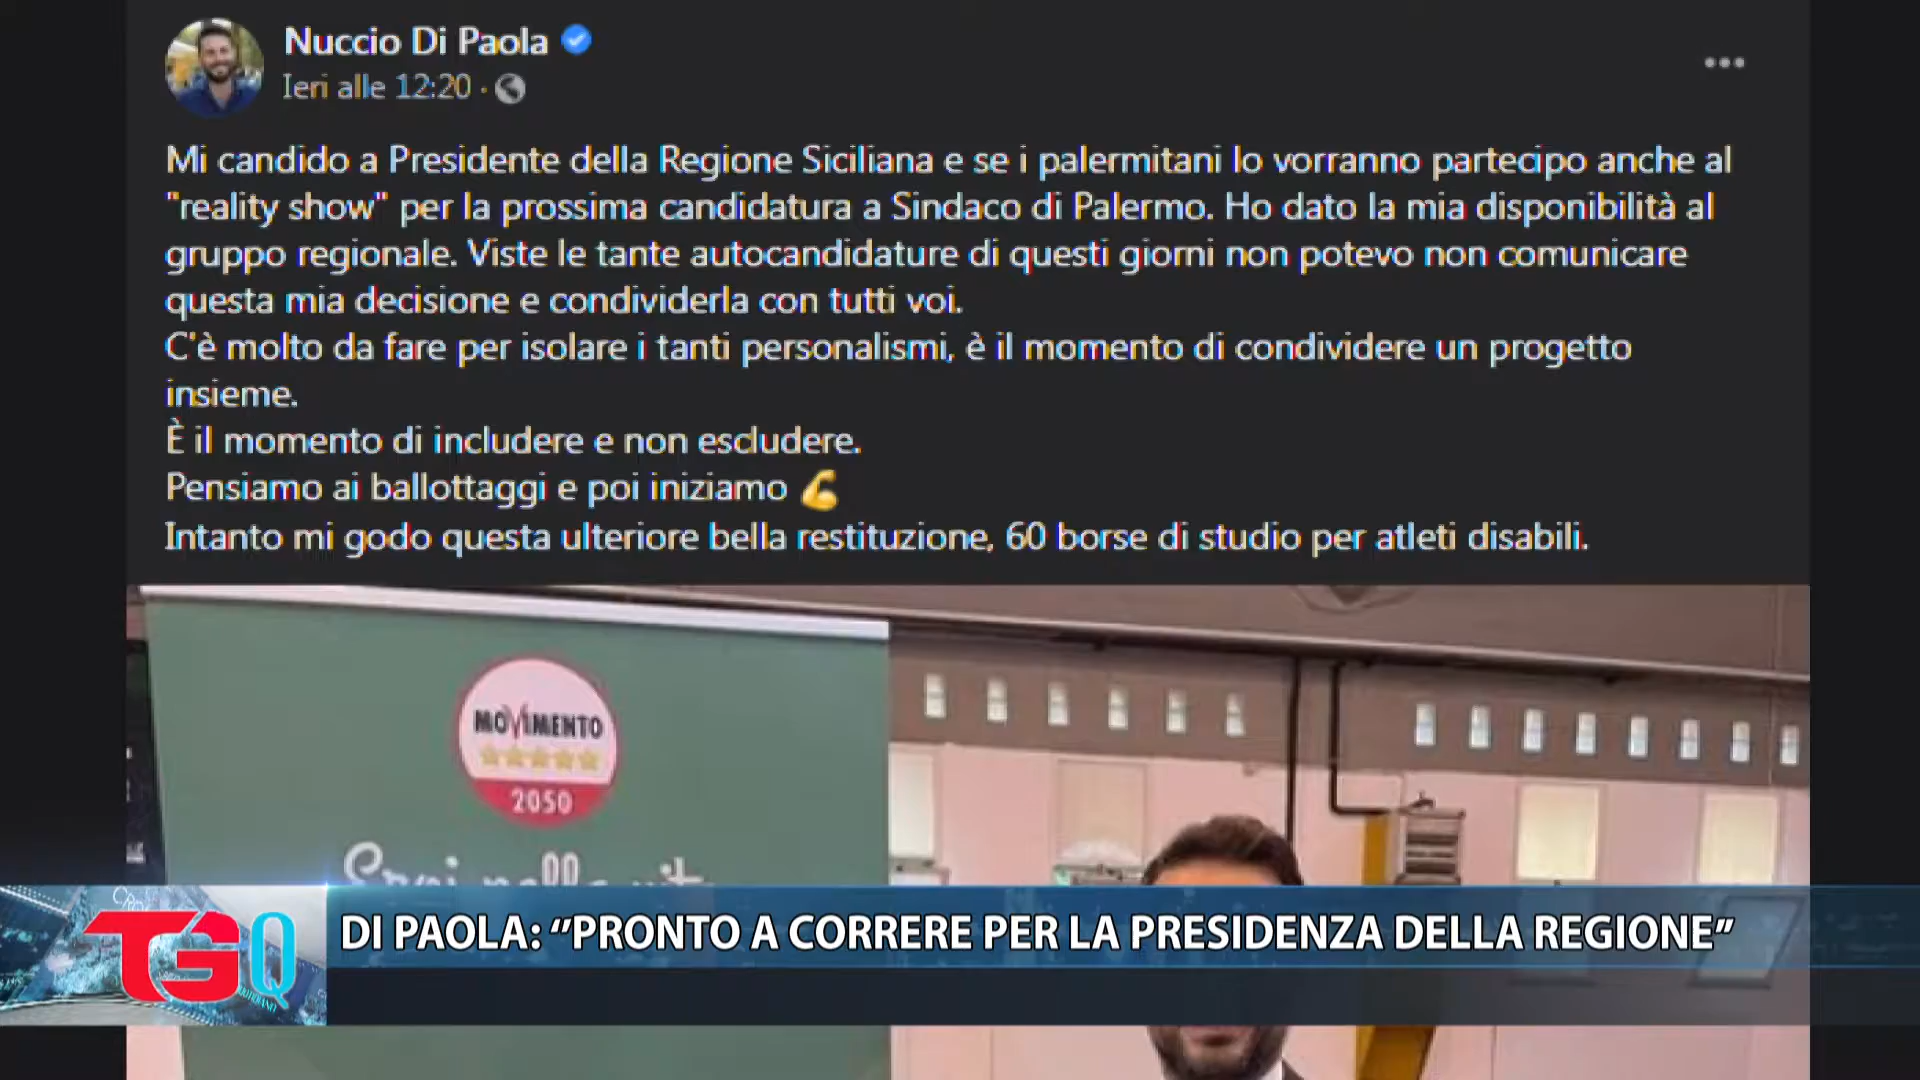 Nuccio Di Paola
Ieri alle 12:20 ·
Mi candido a Presidente della Regione Siciliana e se i palermitani lo vorranno partecipo anche al
"reality show" per la prossima candidatura a Sindaco di Palermo. Ho dato la mia disponibilità al
gruppo regionale. Viste le tante autocandidature di questi giorni non potevo non comunicare
questa mia decisione e condividerla con tutti voi.
C'è molto da fare per isolare i tanti personalismi, è il momento di condividere un progetto
insieme.
È il momento di includere e non escludere.
Pensiamo ai ballottaggi e poi iniziamo 💪
Intanto mi godo questa ulteriore bella restituzione, 60 borse di studio per atleti disabili.
MOVIMENTO
2050
TGQ
DI PAOLA: “PRONTO A CORRERE PER LA PRESIDENZA DELLA REGIONE”